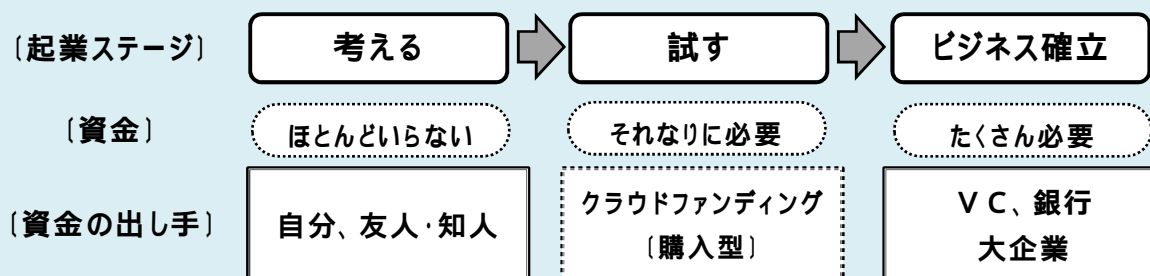 〔起業ステージ〕 考える 試す ビジネス確立
〔資金〕 ほとんどいらない それなりに必要 たくさん必要
〔資金の出し手〕 自分、友人・知人 クラウドファンディング
〔購入型〕 ＶＣ、銀行
大企業